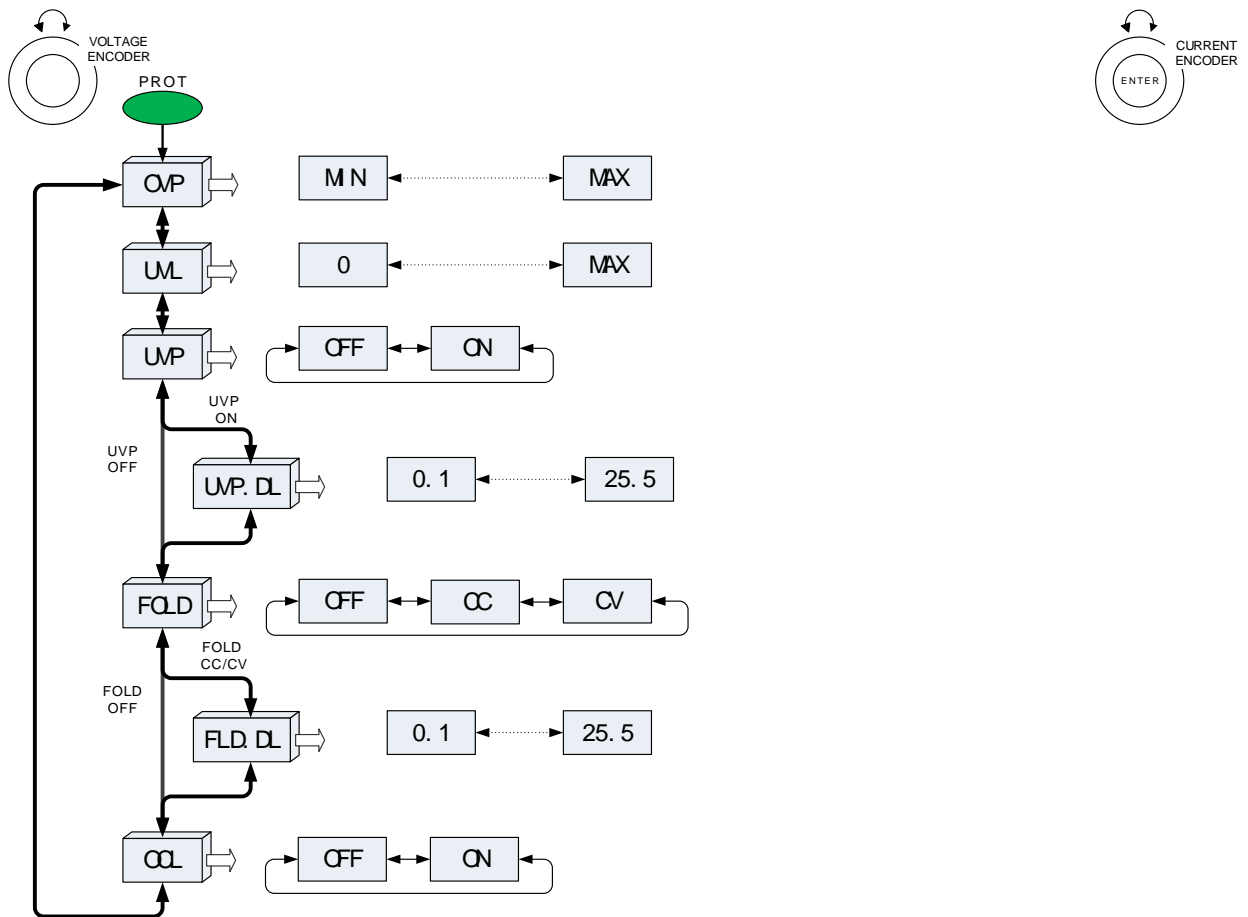 VOLTAGE
ENCODER
CURRENT
ENCODER
ENTER
PROT
OVP
MIN
MAX
UVL
0
MAX
UVP
OFF
ON
UVP
ON
UVP
OFF
UVP. DL
0. 1
25. 5
FOLD
OFF
CC
CV
FOLD
CC/CV
FOLD
OFF
FLD. DL
0. 1
25. 5
OCL
OFF
ON